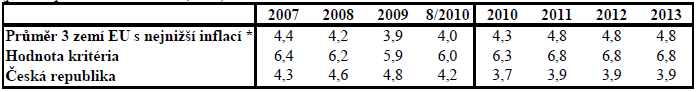 2007 2008 2009 8/2010 2010 2011 2012 2013
Průměr 3 zemí EU s nejnižší inflací * 4,4 4,2 3,9 4,0 4,3 4,8 4,8 4,8
Hodnota kritéria 6,4 6,2 5,9 6,0 6,3 6,8 6,8 6,8
Česká republika 4,3 4,6 4,8 4,2 3,7 3,9 3,9 3,9